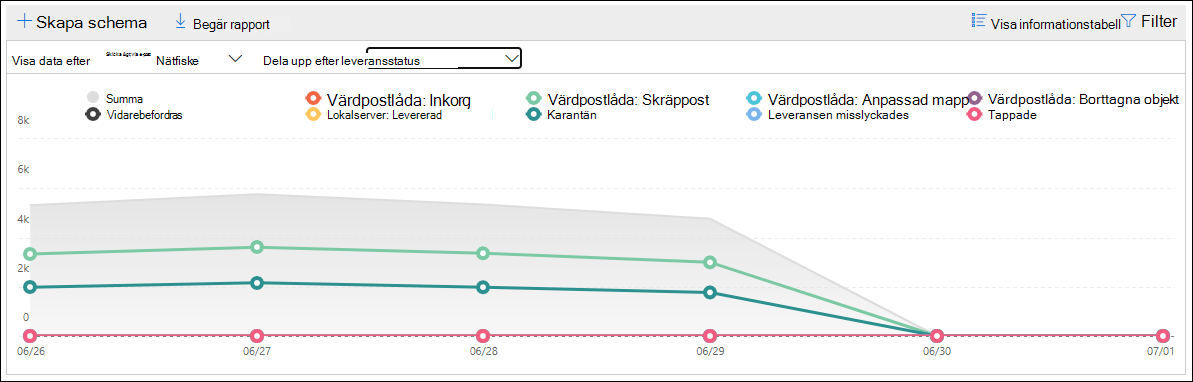 Skapa schema
Begär rapport
Visa informationstabell
Filter
Visa data efter
Nätfiske
Dela upp efter leveransstatus
Summa
Värdpostlåda: Inkorg
Värdpostlåda: Skräppost
Värdpostlåda: Anpassad mapp
Värdpostlåda: Borttagna objekt
Vidarebefordras
Lokalserver: Levererad
Karantän
Leveransen misslyckades
Tappade
8k
6k
4k
2k
0
06/26
06/27
06/28
06/29
06/30
07/01